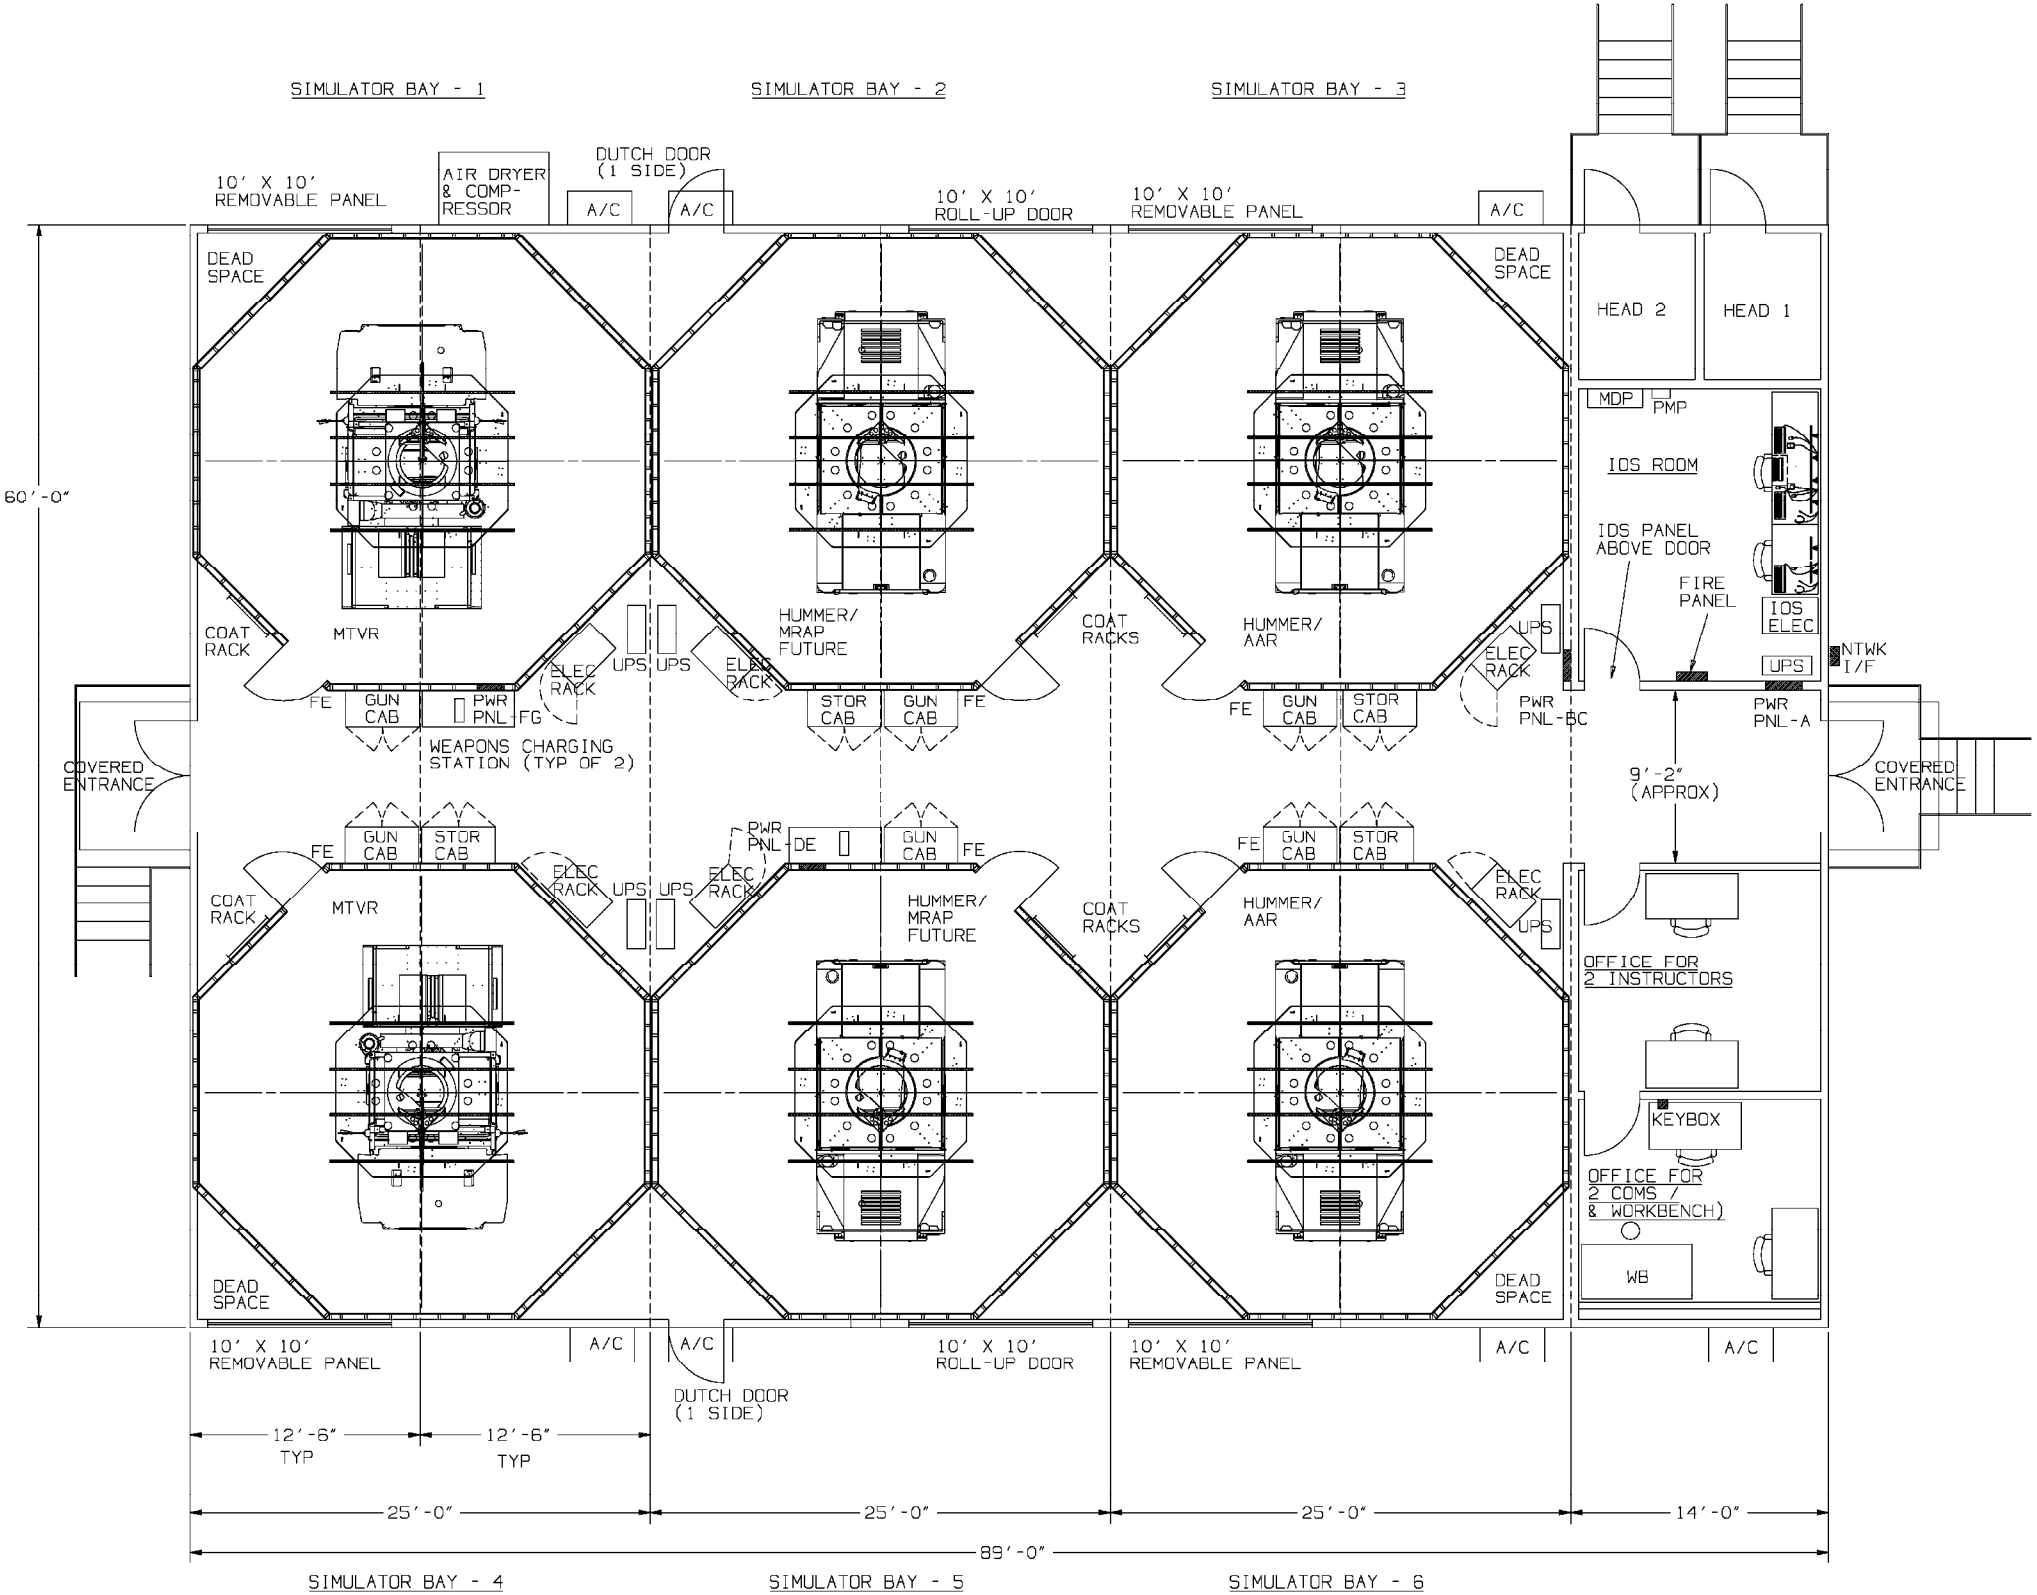 SIMULATOR BAY - 1
SIMULATOR BAY - 2
SIMULATOR BAY - 3
10' X 10'
REMOVABLE PANEL
AIR DRYER
& COMP-
RESSOR
DUTCH DOOR
(1 SIDE)
A/C
A/C
10' X 10'
ROLL-UP DOOR
10' X 10'
REMOVABLE PANEL
A/C
DEAD
SPACE
DEAD
SPACE
HEAD 2
HEAD 1
MDP
PMP
IOS ROOM
60'-0"
IDS PANEL
ABOVE DOOR
FIRE
PANEL
IOS
ELEC
UPS
NTWK
I/F
COAT
RACK
MTVR
ELEC
RACK
UPS
UPS
ELEC
RACK
HUMMER/
MRAP
FUTURE
COAT
RACKS
HUMMER/
AAR
UPS
ELEC
RACK
FE
GUN
CAB
PWR
PNL-FG
STOR
CAB
GUN
CAB
FE
FE
GUN
CAB
STOR
CAB
PWR
PNL-BC
PWR
PNL-A
WEAPONS CHARGING
STATION (TYP OF 2)
COVERED
ENTRANCE
9'-2"
(APPROX)
COVERED
ENTRANCE
FE
GUN
CAB
STOR
CAB
PWR
PNL-DE
GUN
CAB
FE
FE
GUN
CAB
STOR
CAB
COAT
RACK
MTVR
ELEC
RACK
UPS
UPS
ELEC
RACK
HUMMER/
MRAP
FUTURE
COAT
RACKS
HUMMER/
AAR
ELEC
RACK
UPS
OFFICE FOR
2 INSTRUCTORS
KEYBOX
OFFICE FOR
2 COMS /
& WORKBENCH)
WB
DEAD
SPACE
DEAD
SPACE
10' X 10'
REMOVABLE PANEL
A/C
A/C
10' X 10'
ROLL-UP DOOR
10' X 10'
REMOVABLE PANEL
A/C
A/C
DUTCH DOOR
(1 SIDE)
12'-6"
TYP
12'-6"
TYP
25'-0"
25'-0"
25'-0"
14'-0"
89'-0"
SIMULATOR BAY - 4
SIMULATOR BAY - 5
SIMULATOR BAY - 6